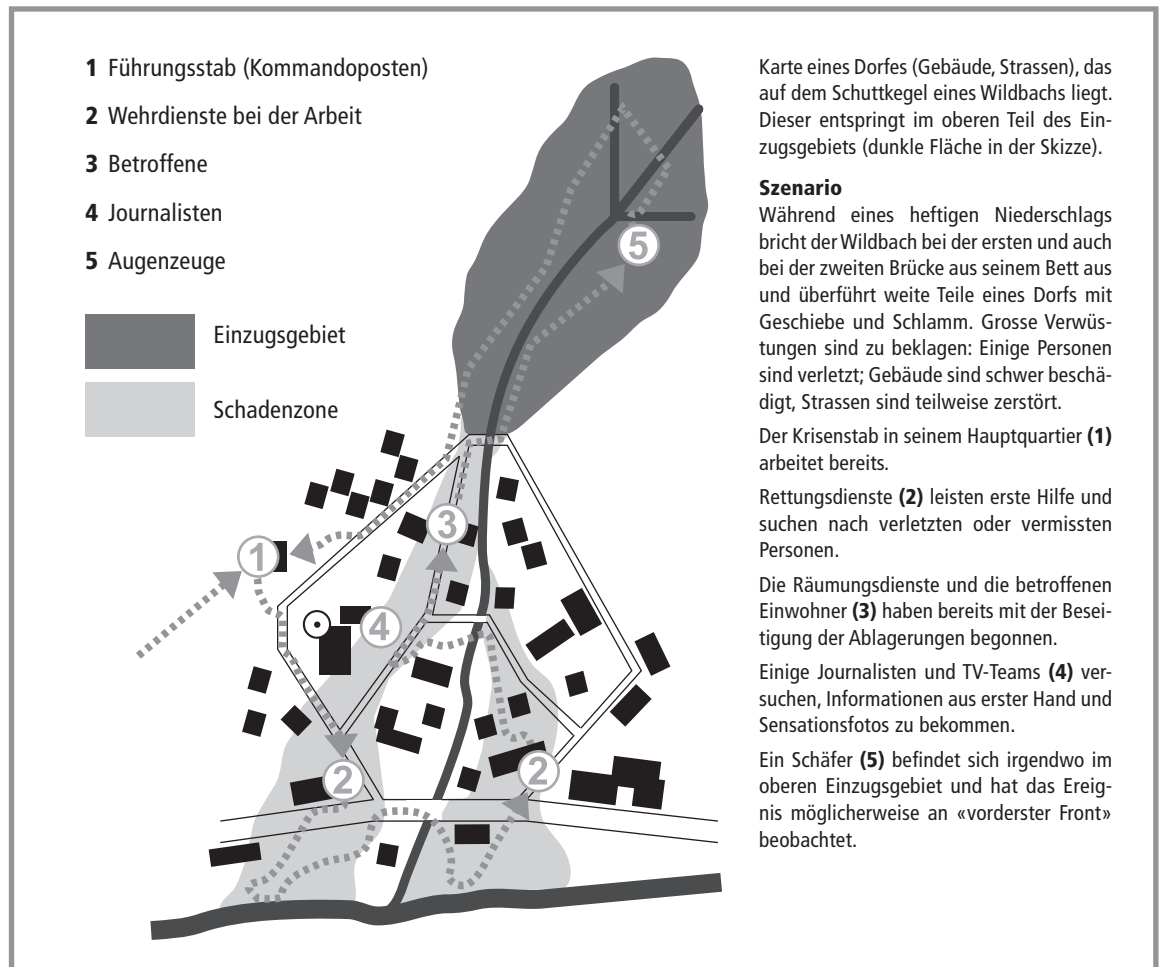 1 Führungsstab (Kommandoposten)
2 Wehrdienste bei der Arbeit
3 Betroffene
4 Journalisten
5 Augenzeuge
Einzugsgebiet
Schadenzone
5
3
1
4
2
2
Karte eines Dorfes (Gebäude, Strassen), das
auf dem Schuttkegel eines Wildbachs liegt.
Dieser entspringt im oberen Teil des Ein-
zugsgebiets (dunkle Fläche in der Skizze).
Szenario
Während eines heftigen Niederschlags
bricht der Wildbach bei der ersten und auch
bei der zweiten Brücke aus seinem Bett aus
und überführt weite Teile eines Dorfs mit
Geschiebe und Schlamm. Grosse Verwüs-
tungen sind zu beklagen: Einige Personen
sind verletzt; Gebäude sind schwer beschä-
digt, Strassen sind teilweise zerstört.
Der Krisenstab in seinem Hauptquartier (1)
arbeitet bereits.
Rettungsdienste (2) leisten erste Hilfe und
suchen nach verletzten oder vermissten
Personen.
Die Räumungsdienste und die betroffenen
Einwohner (3) haben bereits mit der Besei-
tigung der Ablagerungen begonnen.
Einige Journalisten und TV-Teams (4) ver-
suchen, Informationen aus erster Hand und
Sensationsfotos zu bekommen.
Ein Schäfer (5) befindet sich irgendwo im
oberen Einzugsgebiet und hat das Ereig-
nis möglicherweise an «vorderster Front»
beobachtet.